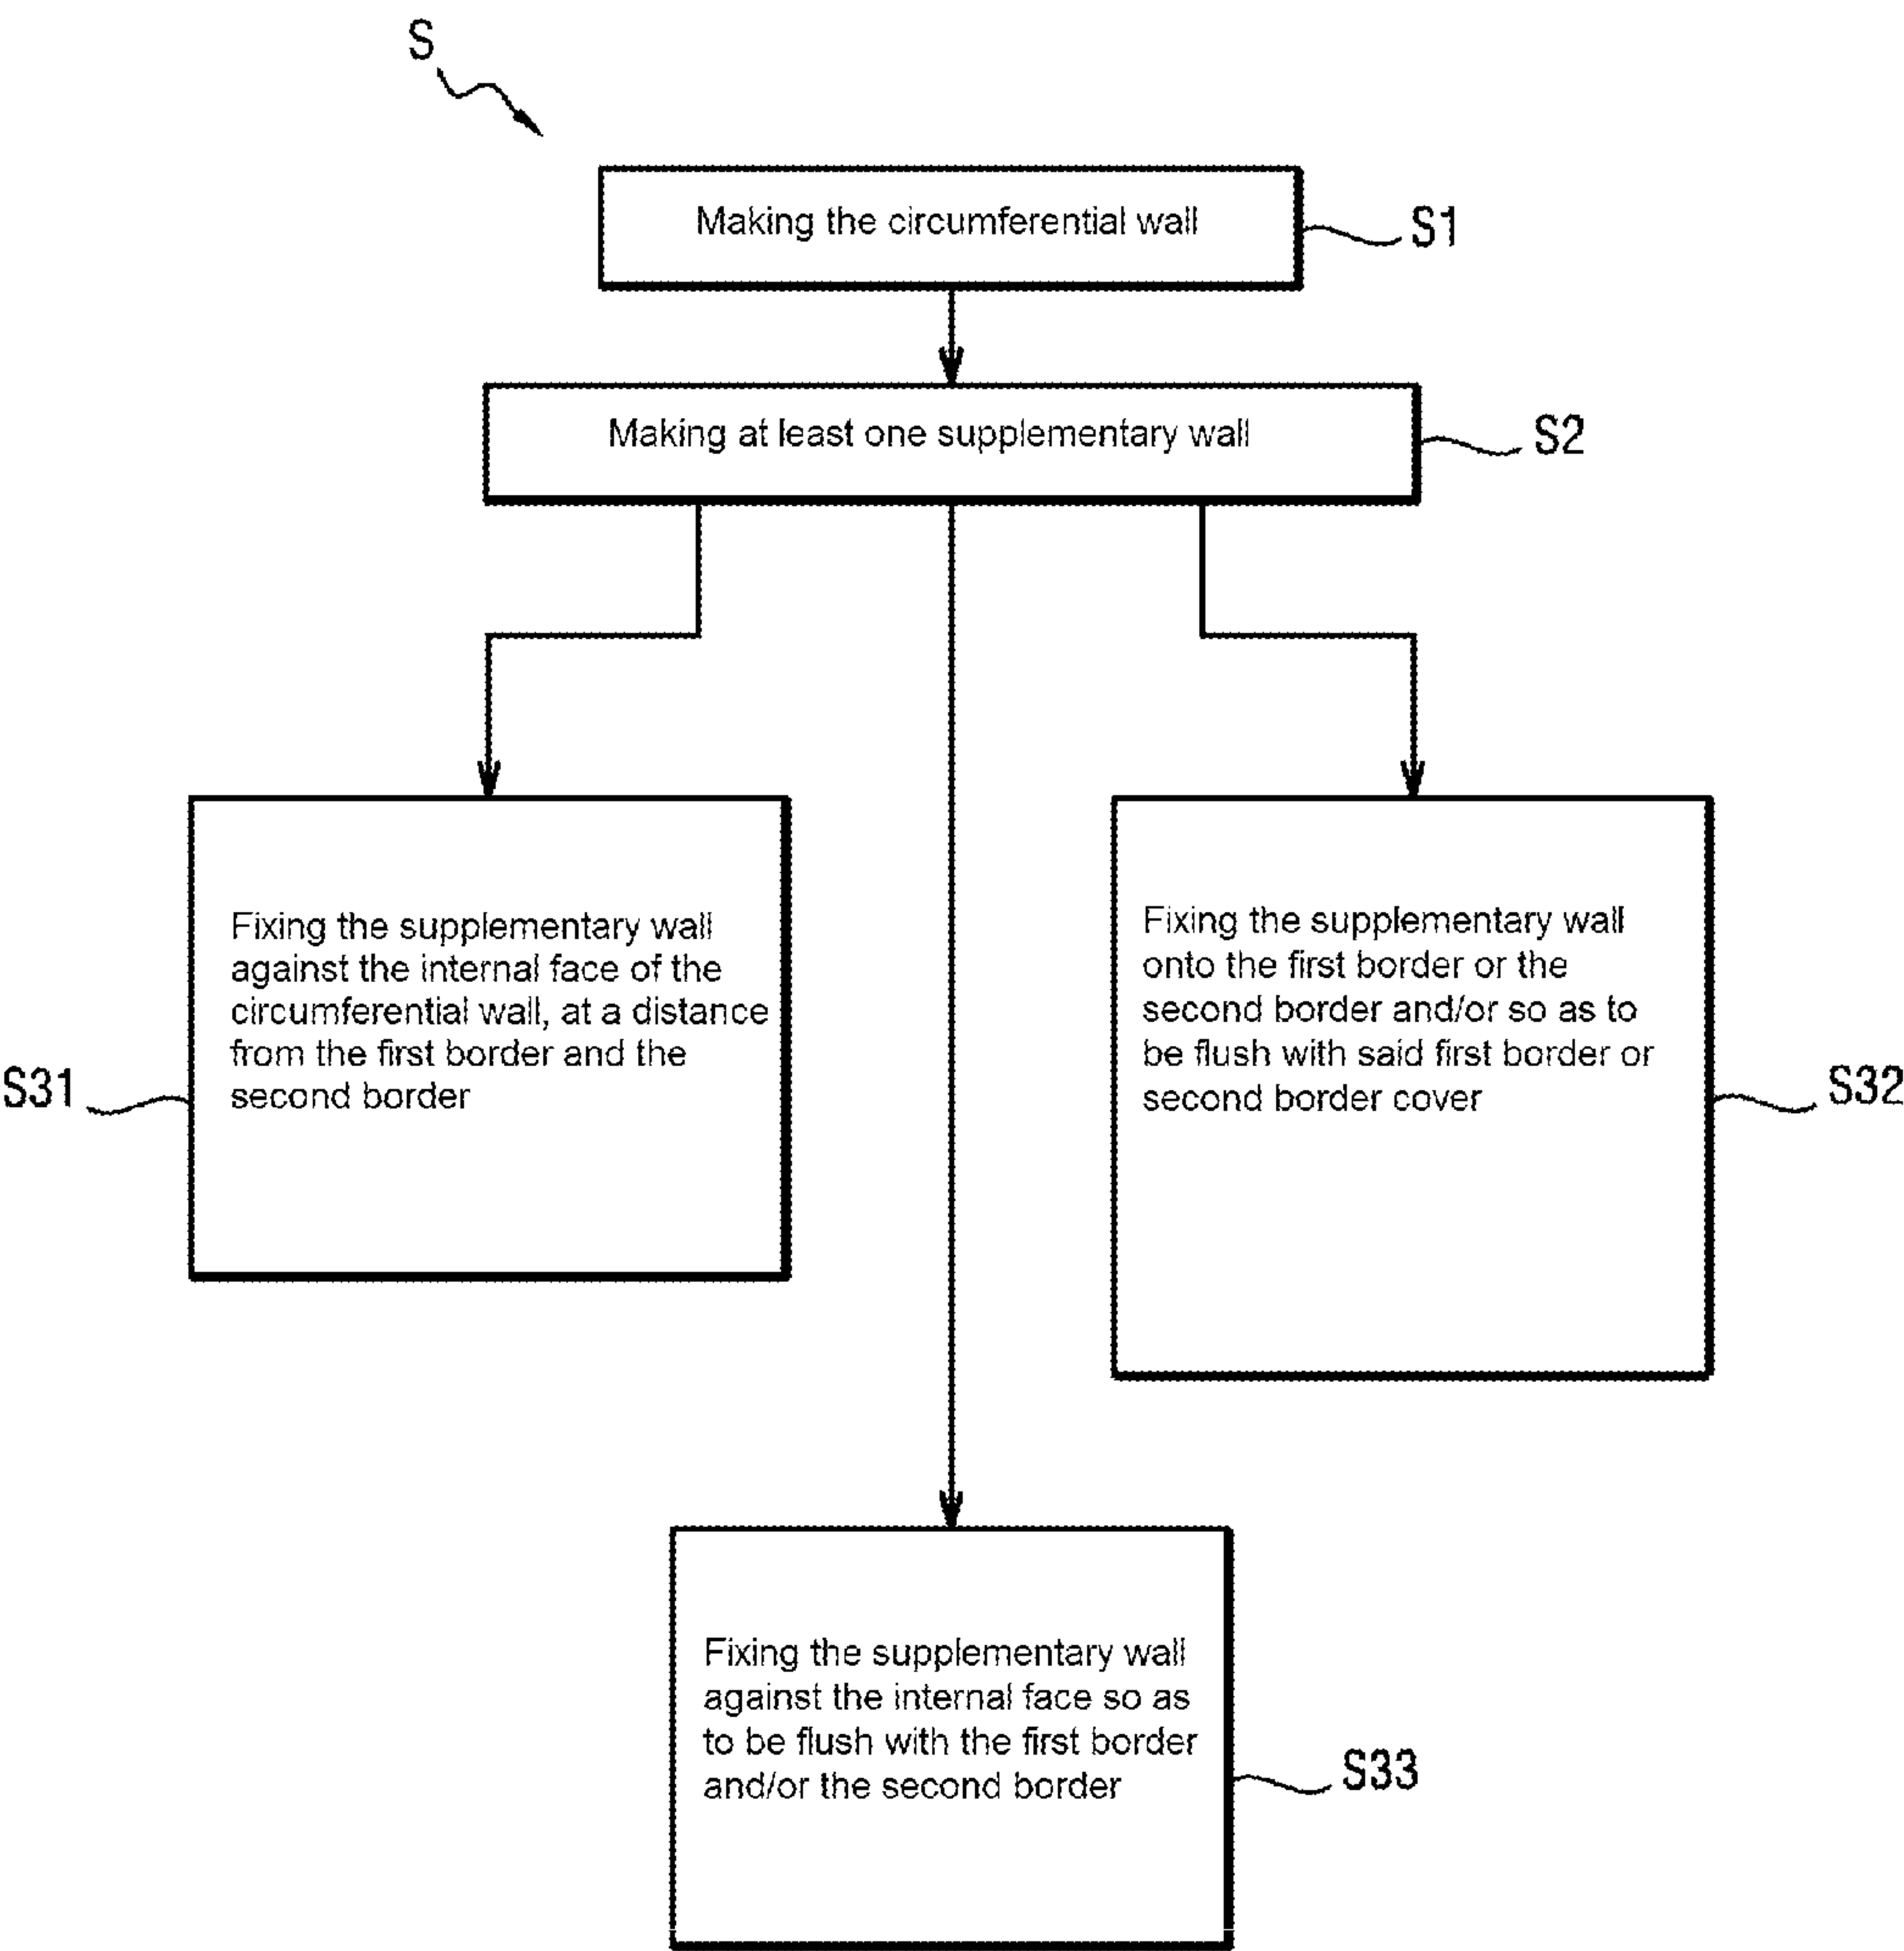 S
Making the circumferential wall
S1
Making at least one supplementary wall
S2
Fixing the supplementary wall
against the internal face of the
circumferential wall, at a distance
from the first border and the
second border
S31
Fixing the supplementary wall
onto the first border or the
second border and/or so as to
be flush with said first border or
second border cover
S32
Fixing the supplementary wall
against the internal face so as
to be flush with the first border
and/or the second border
S33